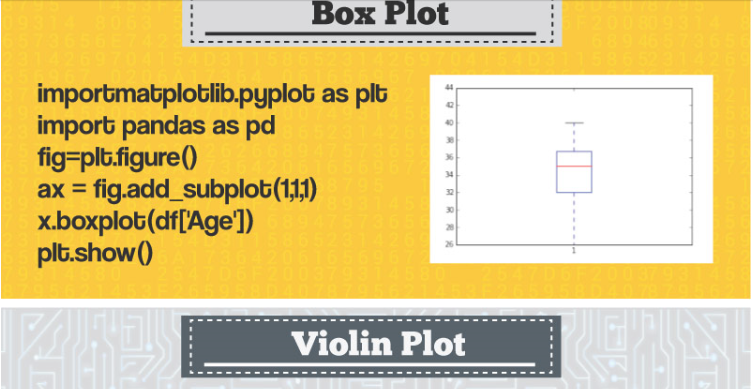 Box Plot
importmatplotlib.pyplot as plt
import pandas as pd
fig=plt.figure()
ax = fig.add_subplot(1,1,1)
x.boxplot(df['Age'])
plt.show()
44
42
40
38
36
34
32
30
28
26
1
Violin Plot